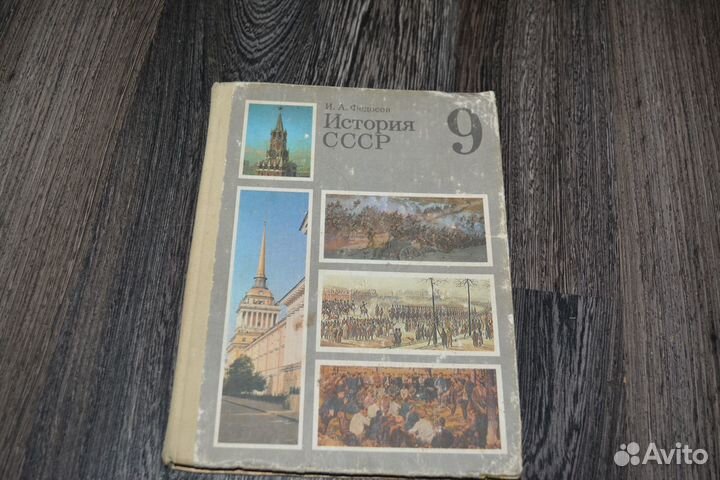 И. А. Федосов
История
СССР
9
Avito